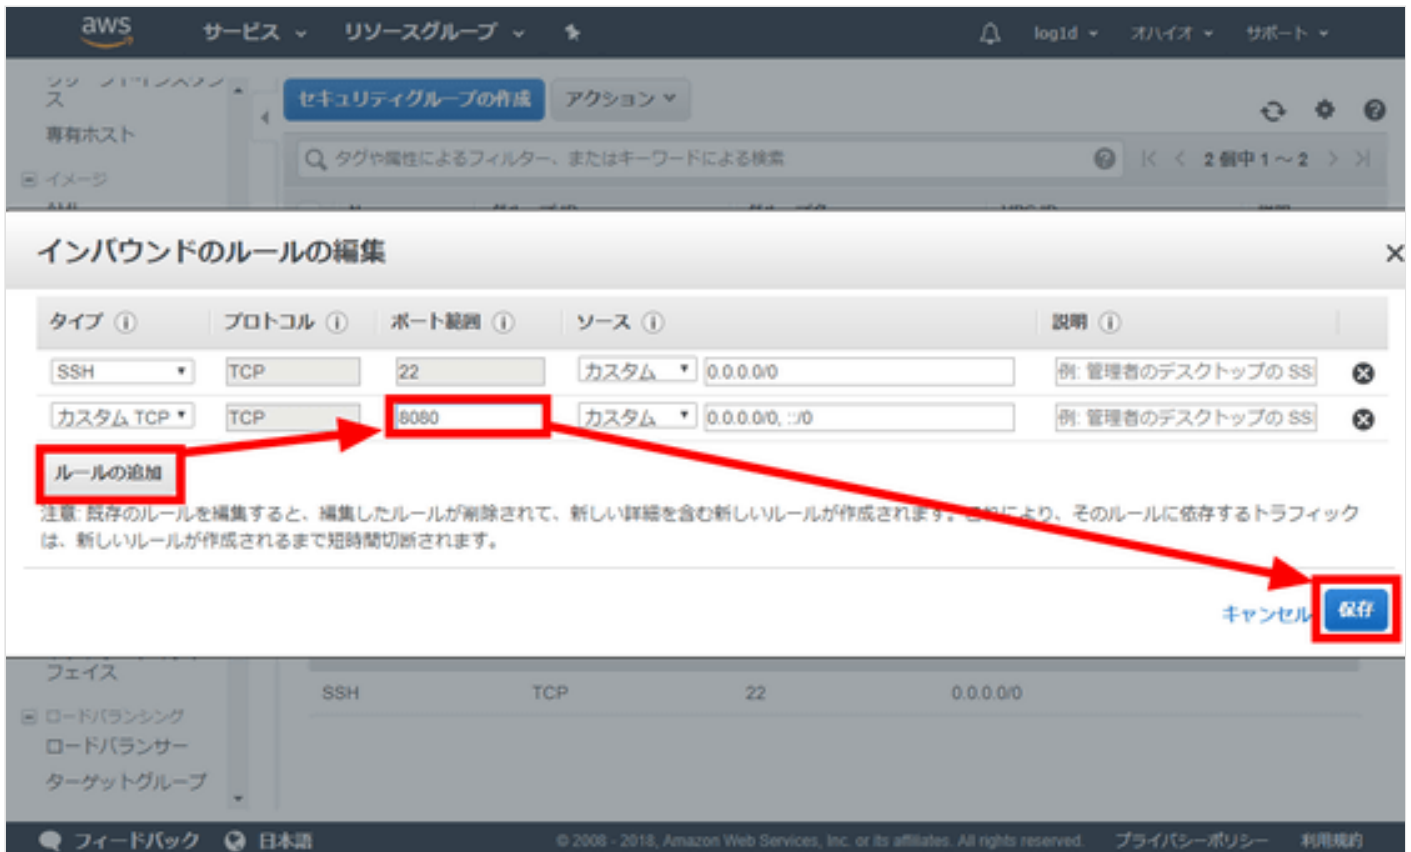 aws サービス リソースグループ log1d オハイオ サポート
ス
専有ホスト
イメージ
セキュリティグループの作成 アクション
タグや属性によるフィルター、またはキーワードによる検索 2 個中 1 ~ 2
インバウンドのルールの編集
タイプ プロトコル ポート範囲 ソース 説明
SSH TCP 22 カスタム 0.0.0.0/0 例: 管理者のデスクトップの SS
カスタム TCP TCP 8080 カスタム 0.0.0.0/0, ::/0 例: 管理者のデスクトップの SS
ルールの追加
注意: 既存のルールを編集すると、編集したルールが削除されて、新しい詳細を含む新しいルールが作成されます。これにより、そのルールに依存するトラフィック
は、新しいルールが作成されるまで短時間切断されます。
キャンセル 保存
フェイス
SSH TCP 22 0.0.0.0/0
ロードバランシング
ロードバランサー
ターゲットグループ
フィードバック 日本語 © 2008 - 2018, Amazon Web Services, Inc. or its affiliates. All rights reserved. プライバシーポリシー 利用規約